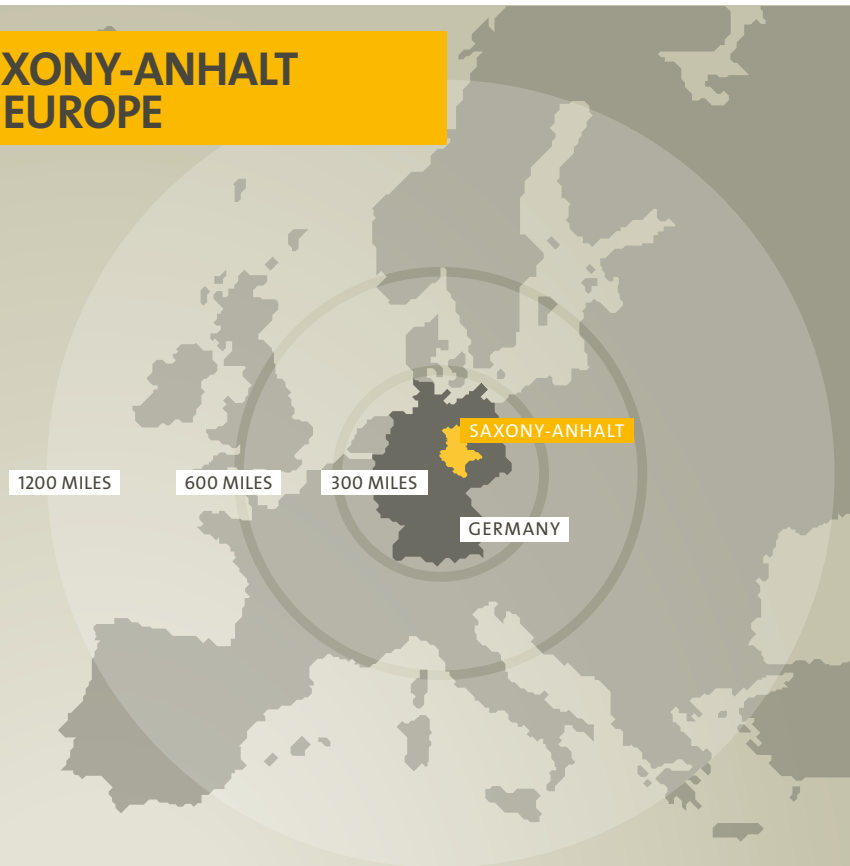 XONY-ANHALT
EUROPE
SAXONY-ANHALT
1200 MILES
600 MILES
300 MILES
GERMANY